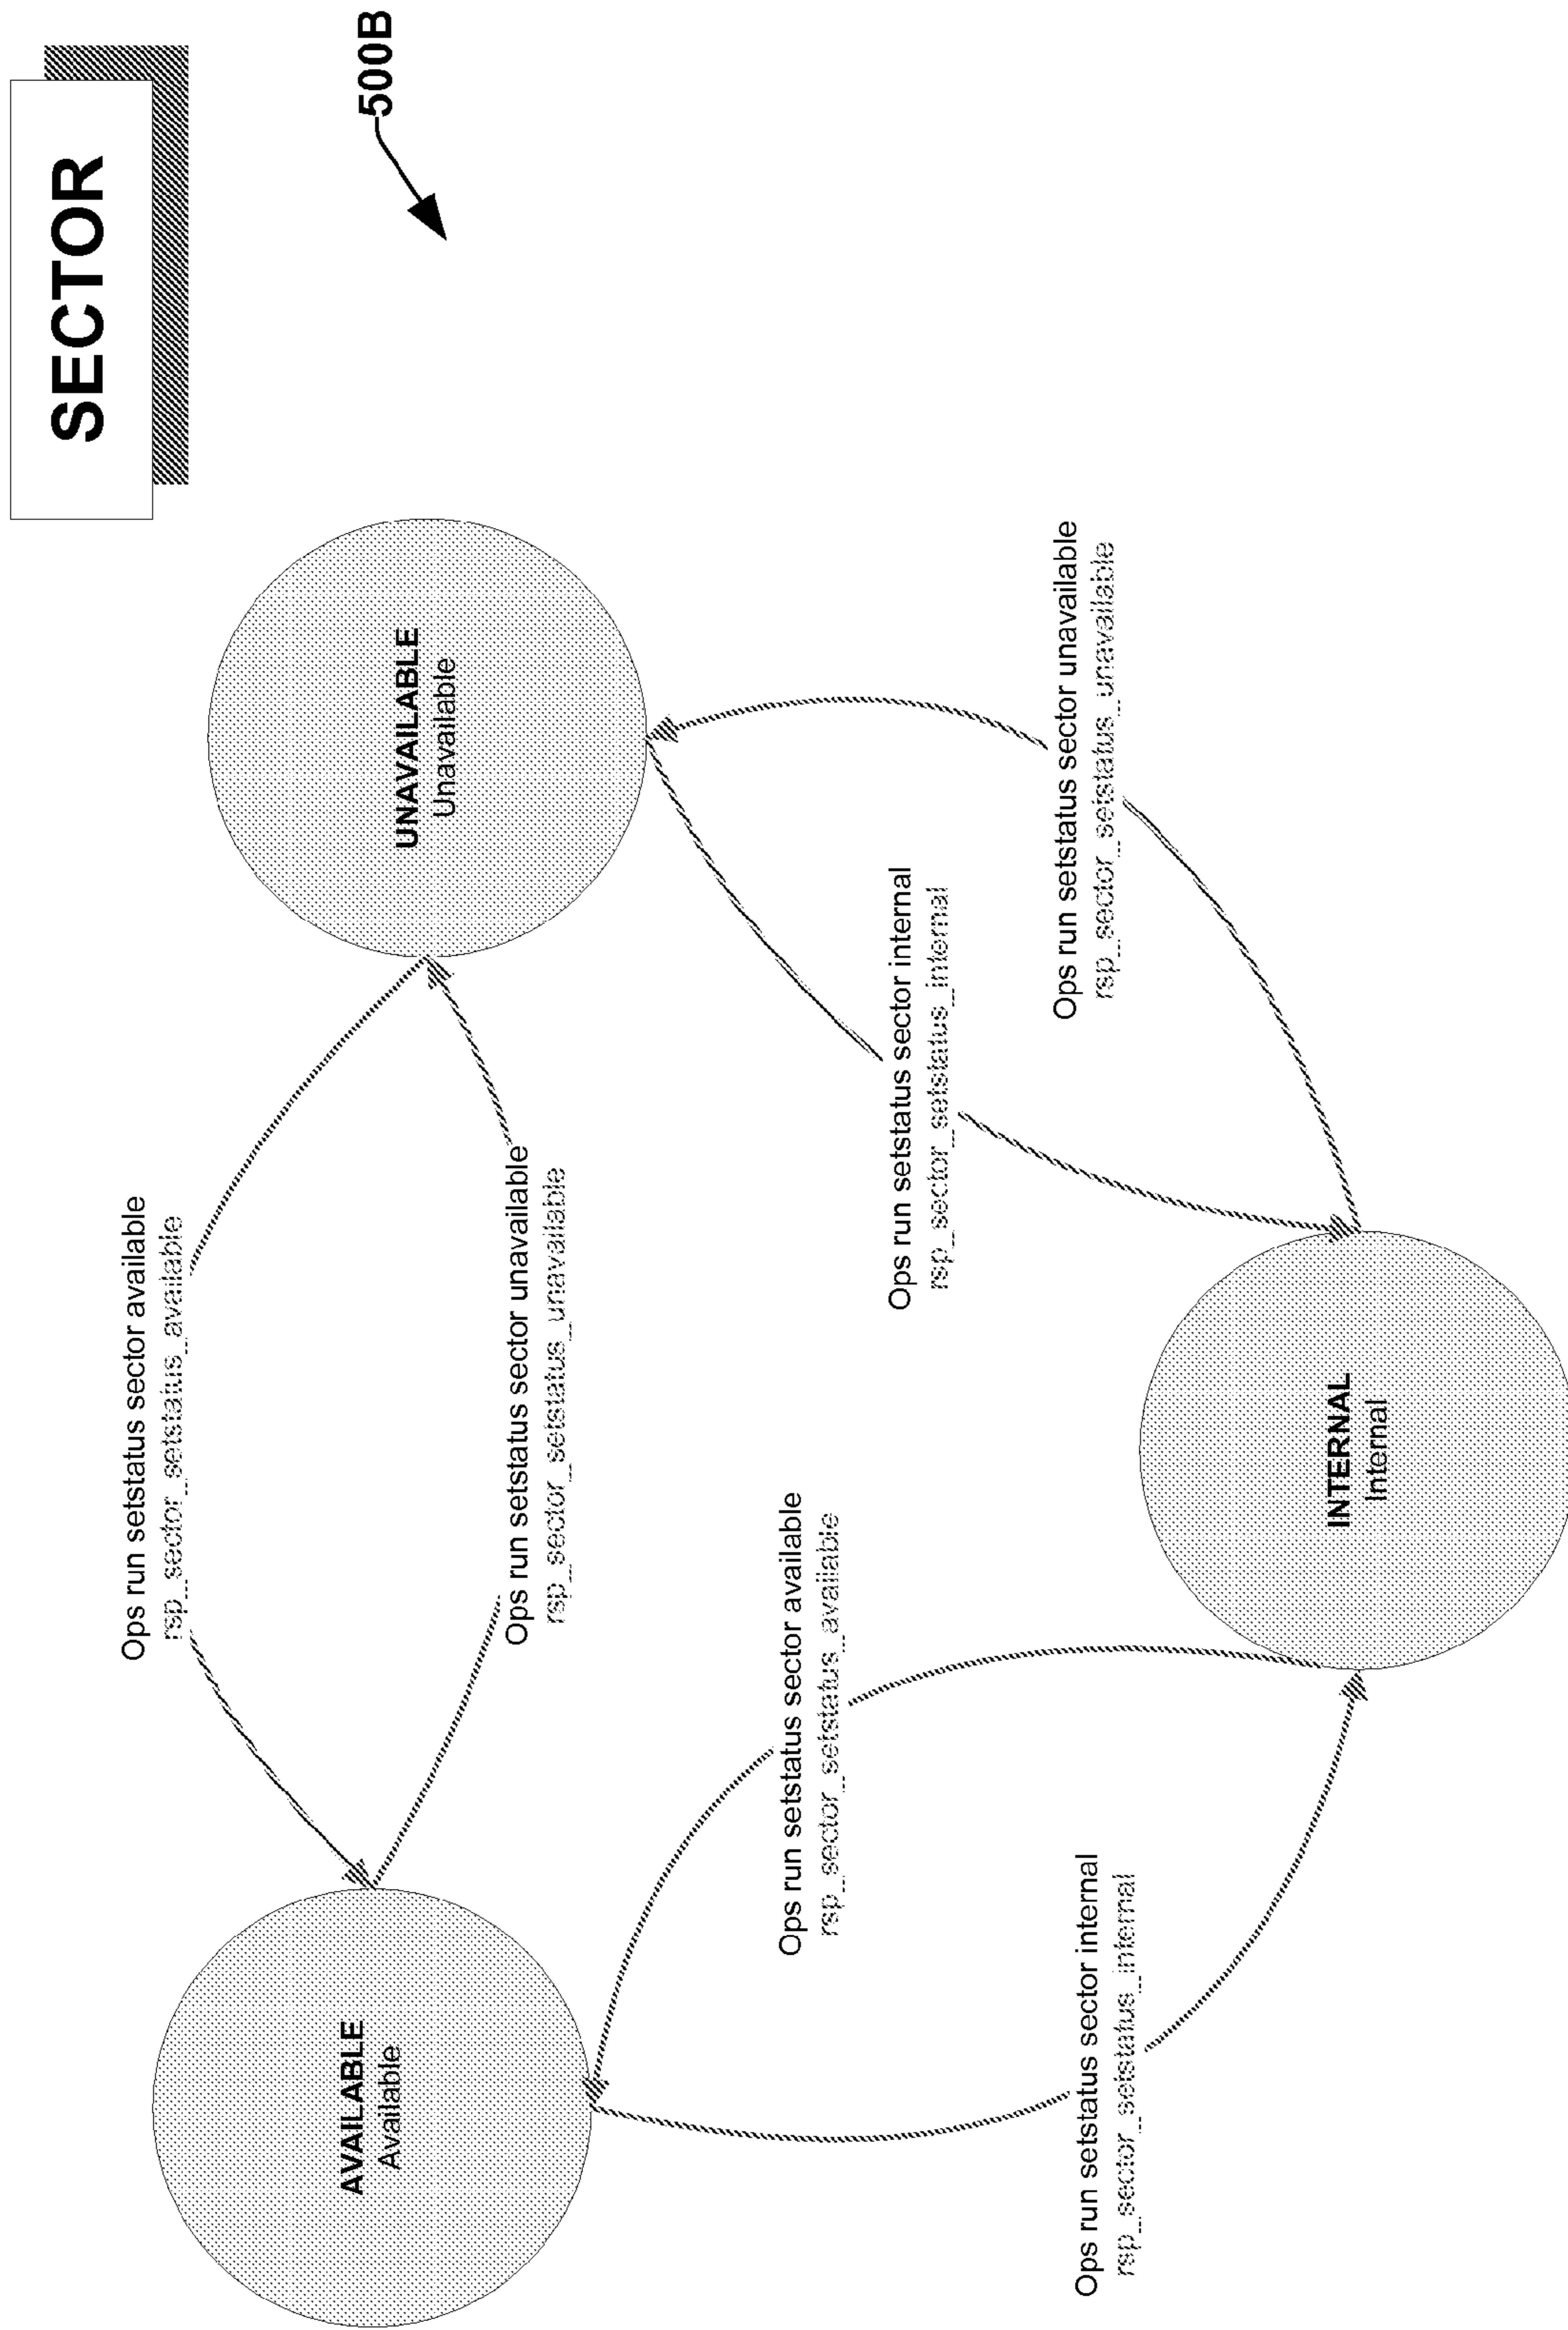 SECTOR
500B
Ops run setstatus sector available
rsp_sector_setstatus_available
AVAILABLE
Available
UNAVAILABLE
Unavailable
Ops run setstatus sector unavailable
rsp_sector_setstatus_unavailable
Ops run setstatus sector available
rsp_sector_setstatus_available
Ops run setstatus sector internal
rsp_sector_setstatus_internal
Ops run setstatus sector internal
rsp_sector_setstatus_internal
Ops run setstatus sector unavailable
rsp_sector_setstatus_unavailable
INTERNAL
Internal